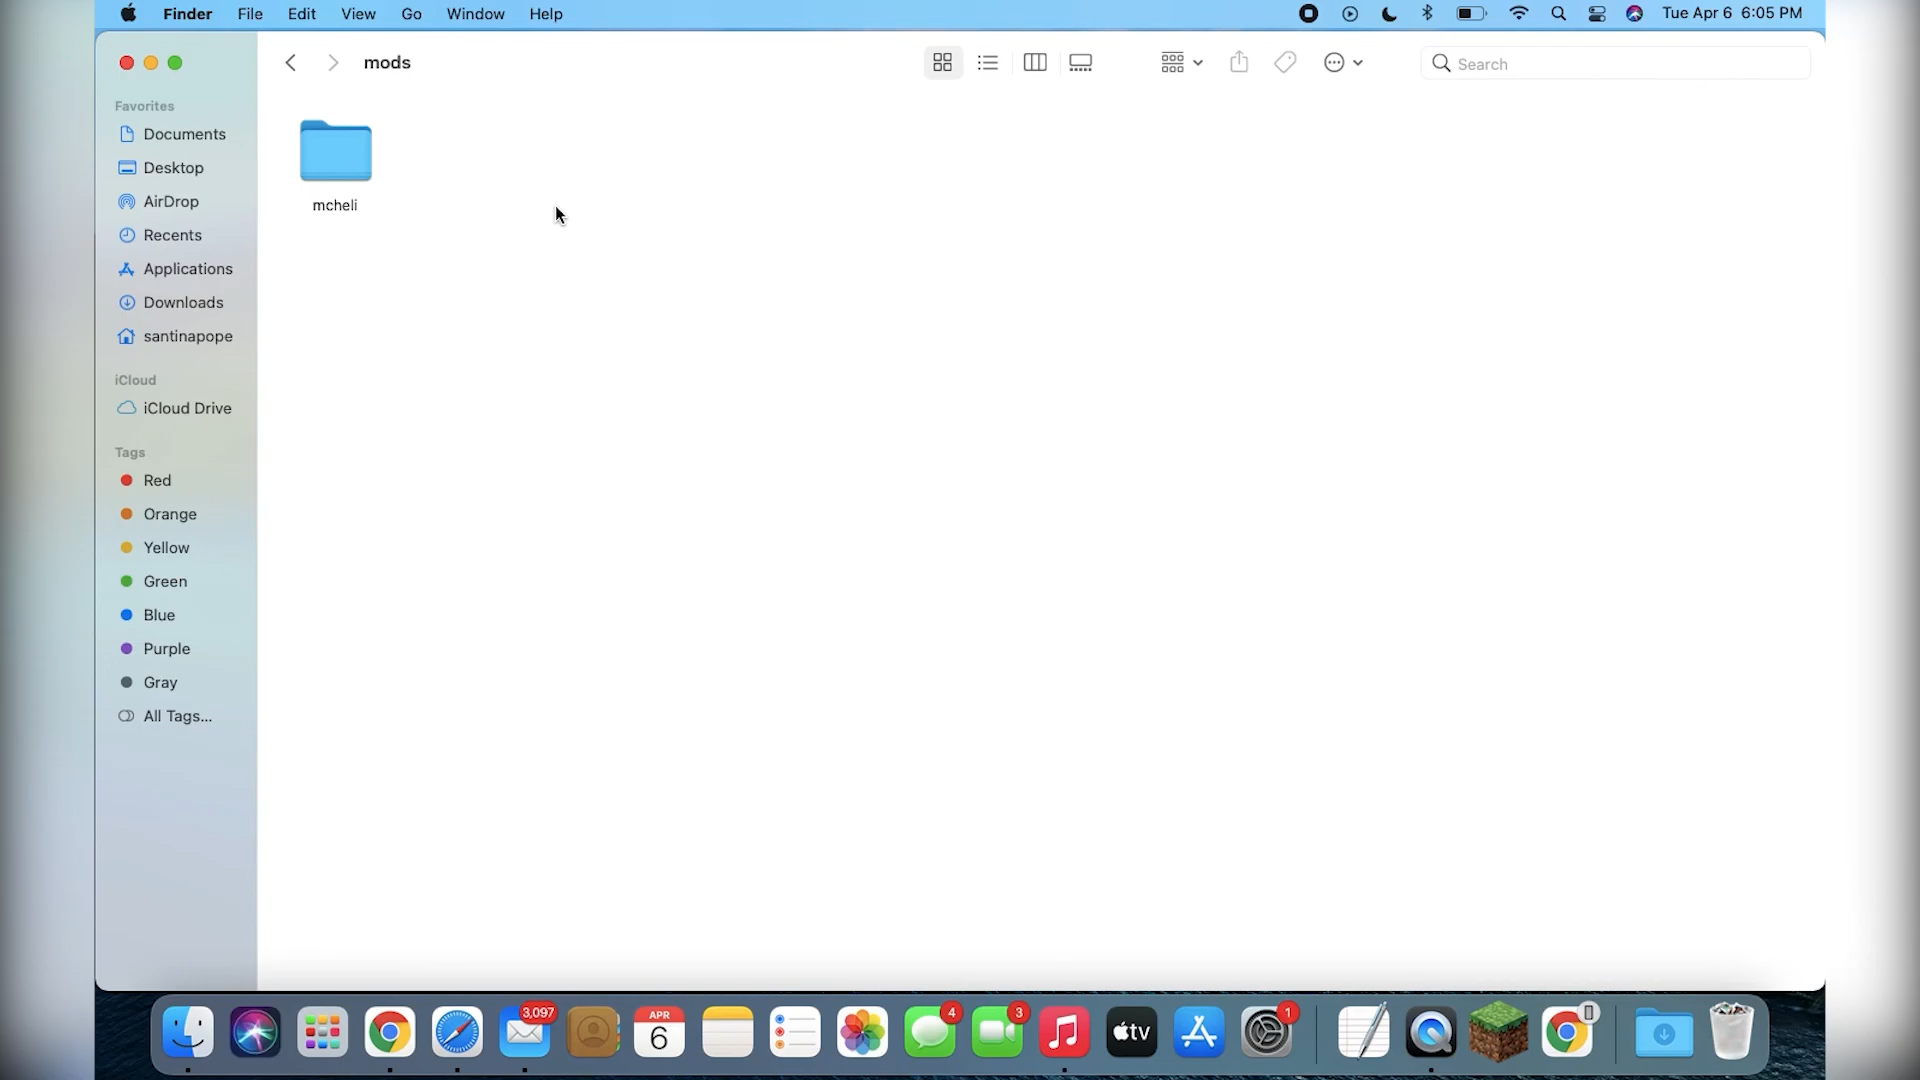 Finder File Edit View Go Window Help Tue Apr 6 6:05 PM
mods
Search
Favorites
Documents
Desktop
AirDrop
Recents
Applications
Downloads
santinapope
iCloud
iCloud Drive
Tags
Red
Orange
Yellow
Green
Blue
Purple
Gray
All Tags...
mcheli
3,097
APR
6
4
3
tv
1